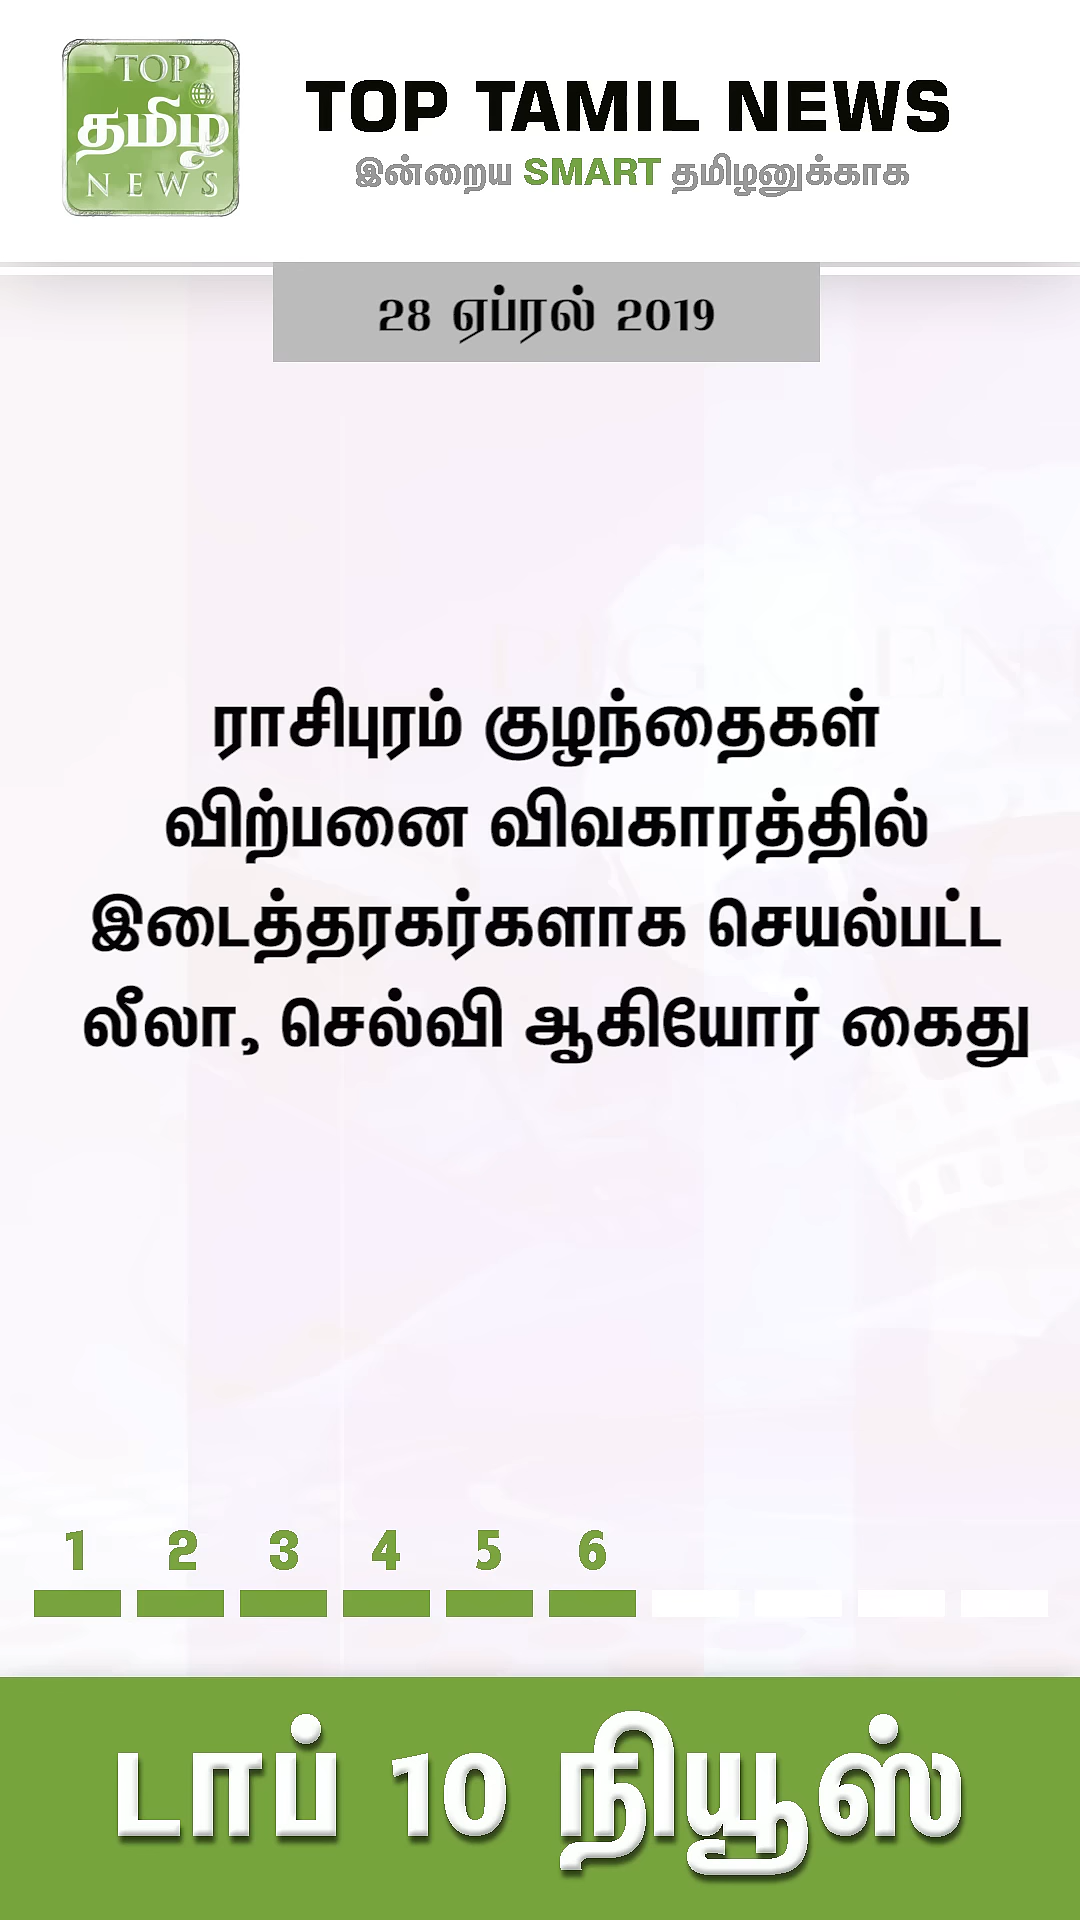 TOP
தமிழ்
NEWS
TOP TAMIL NEWS
இன்றைய SMART தமிழனுக்காக
28 ஏப்ரல் 2019
ராசிபுரம் குழந்தைகள்
விற்பனை விவகாரத்தில்
இடைத்தரகர்களாக செயல்பட்ட
லீலா, செல்வி ஆகியோர் கைது
1 2 3 4 5 6
டாப் 10 நியூஸ்